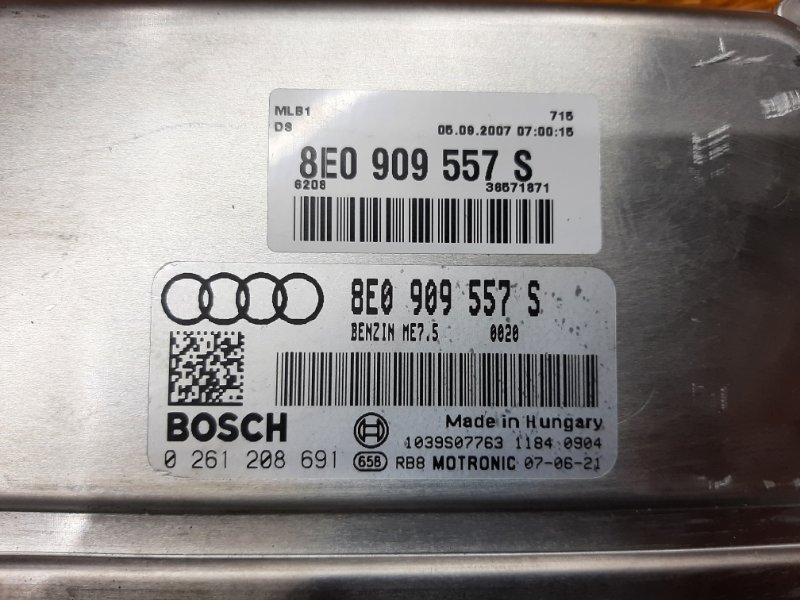 MLB1 715
DS 05.09.2007 07:00:15
8E0 909 557 S
6208 36571871
8E0 909 557 S
BENZIN ME7.5 0020
BOSCH Made in Hungary
1039S07763 1184 0904
0 261 208 691 65B RB8 MOTRONIC 07-06-21